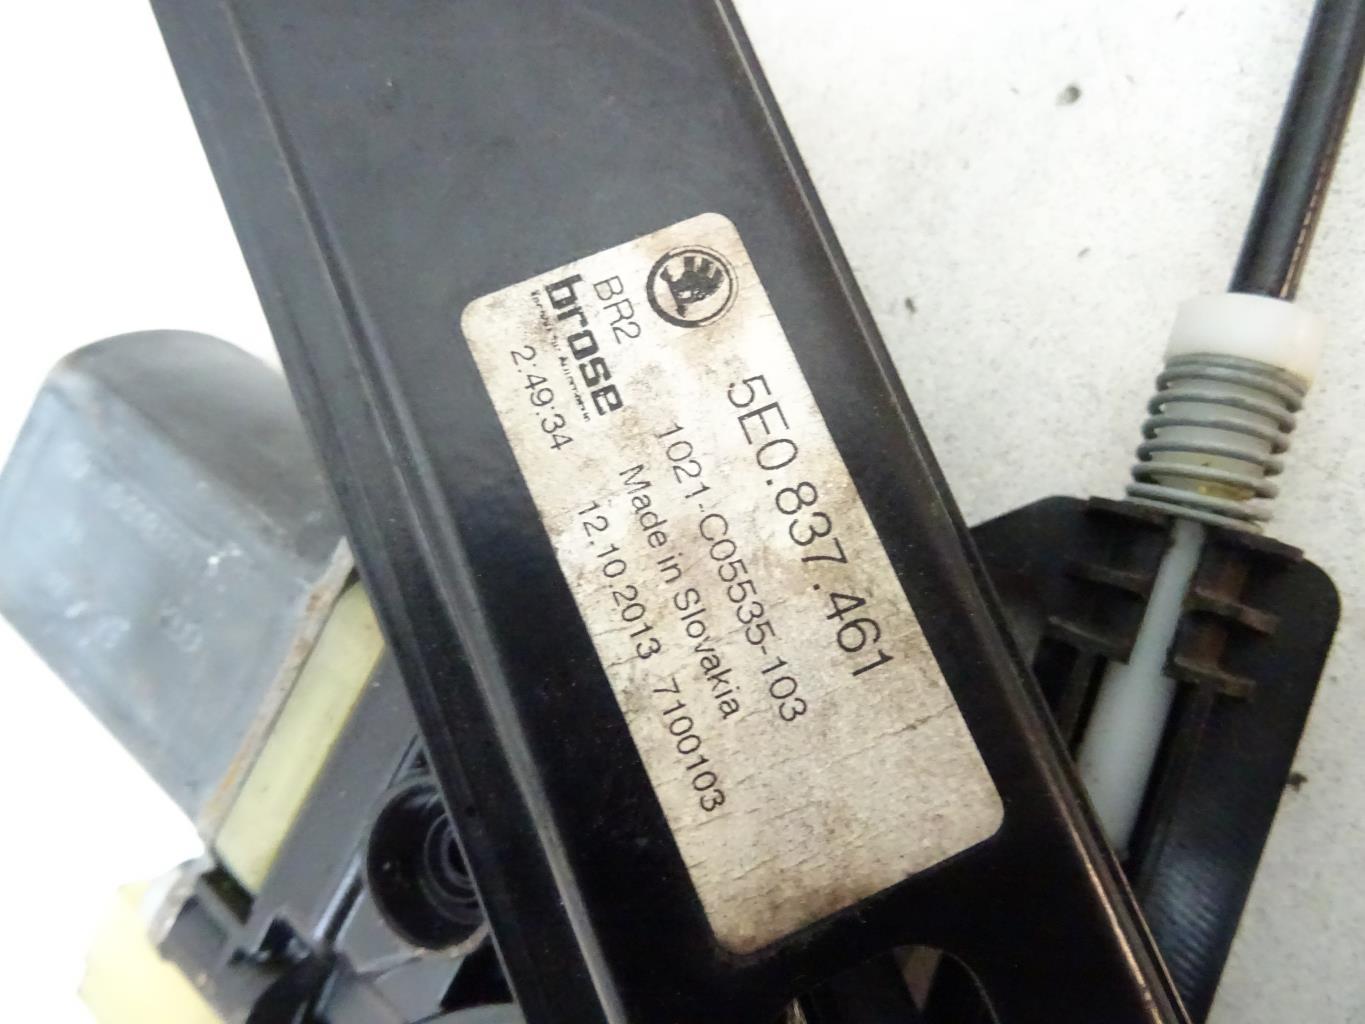 5E0.837.461
BR2 1021-C05535-103
brose Made in Slovakia
2:49:34 12.10.2013 7100103